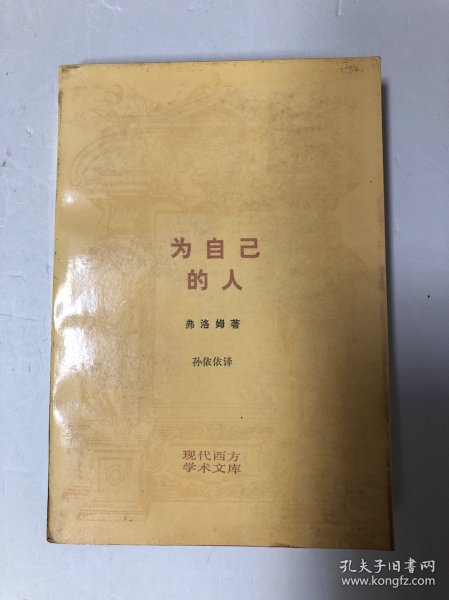 为自己
的人
弗洛姆著
孙依依译
现代西方
学术文库
孔夫子旧书网
www.kongfz.com